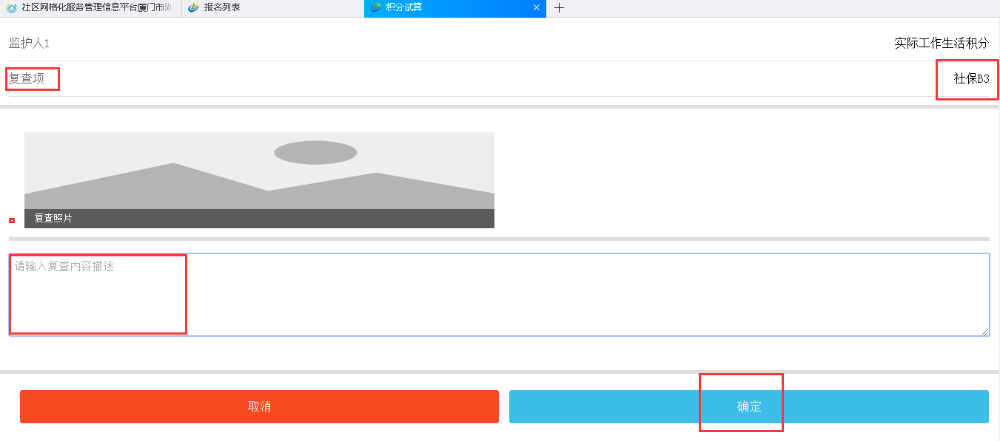 社区网格化服务管理信息平台厦门市湖
报名列表
积分试算
监护人1
实际工作生活积分
复查项
社保B3
复查照片
请输入复查内容描述
取消
确定